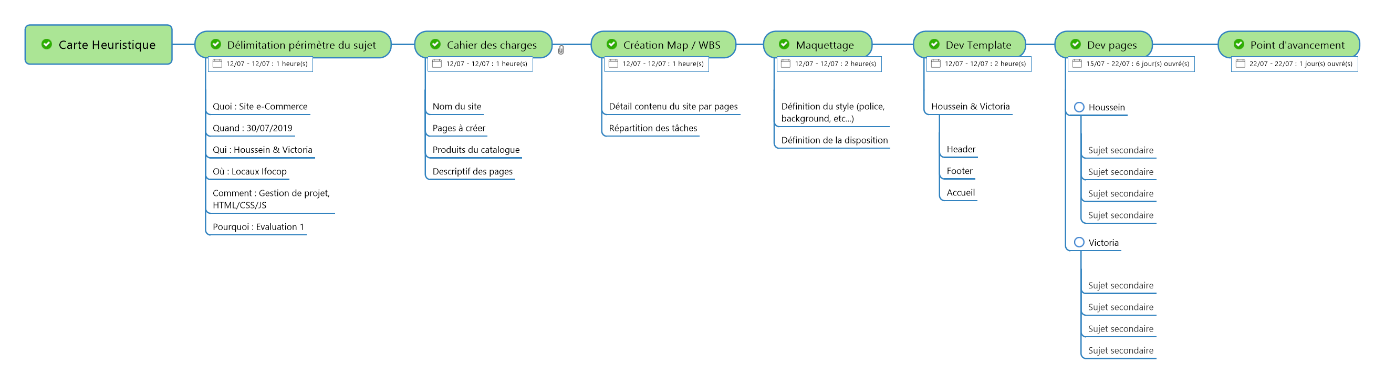 Carte Heuristique
Délimitation périmètre du sujet
12/07 - 12/07 : 1 heure(s)
Quoi : Site e-Commerce
Quand : 30/07/2019
Qui : Houssein & Victoria
Où : Locaux Ifocop
Comment : Gestion de projet,
HTML/CSS/JS
Pourquoi : Evaluation 1
Cahier des charges
12/07 - 12/07 : 1 heure(s)
Nom du site
Pages à créer
Produits du catalogue
Descriptif des pages
Création Map / WBS
12/07 - 12/07 : 1 heure(s)
Détail contenu du site par pages
Répartition des tâches
Maquettage
12/07 - 12/07 : 2 heure(s)
Définition du style (police,
background, etc...)
Définition de la disposition
Dev Template
12/07 - 12/07 : 2 heure(s)
Houssein & Victoria
Header
Footer
Accueil
Dev pages
15/07 - 22/07 : 6 jour(s) ouvré(s)
Houssein
Sujet secondaire
Sujet secondaire
Sujet secondaire
Sujet secondaire
Victoria
Sujet secondaire
Sujet secondaire
Sujet secondaire
Sujet secondaire
Point d'avancement
22/07 - 22/07 : 1 jour(s) ouvré(s)